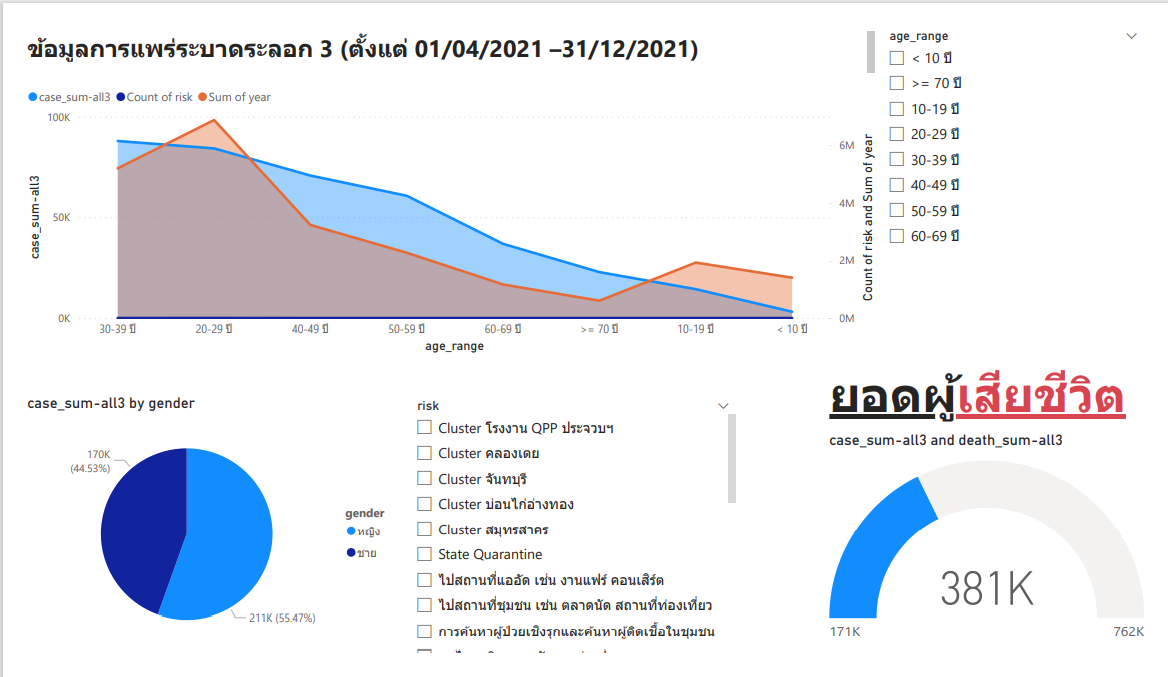 ข้อมูลการแพร่ระบาดระลอก 3 (ตั้งแต่ 01/04/2021 –31/12/2021)
case_sum-all3 Count of risk Sum of year
100K
50K
0K
case_sum-all3
6M
4M
2M
0M
Count of risk and Sum of year
30-39 ปี 20-29 ปี 40-49 ปี 50-59 ปี 60-69 ปี >= 70 ปี 10-19 ปี < 10 ปี
age_range
age_range
< 10 ปี
>= 70 ปี
10-19 ปี
20-29 ปี
30-39 ปี
40-49 ปี
50-59 ปี
60-69 ปี
case_sum-all3 by gender
170K
(44.53%)
211K (55.47%)
gender
หญิง
ชาย
risk
Cluster โรงงาน QPP ประจวบฯ
Cluster คลองเตย
Cluster จันทบุรี
Cluster บ่อนไก่อ่างทอง
Cluster สมุทรสาคร
State Quarantine
ไปสถานที่แออัด เช่น งานแฟร์ คอนเสิร์ต
ไปสถานที่ชุมชน เช่น ตลาดนัด สถานที่ท่องเที่ยว
การค้นหาผู้ป่วยเชิงรุกและค้นหาผู้ติดเชื้อในชุมชน
ยอดผู้เสียชีวิต
case_sum-all3 and death_sum-all3
381K
171K
762K